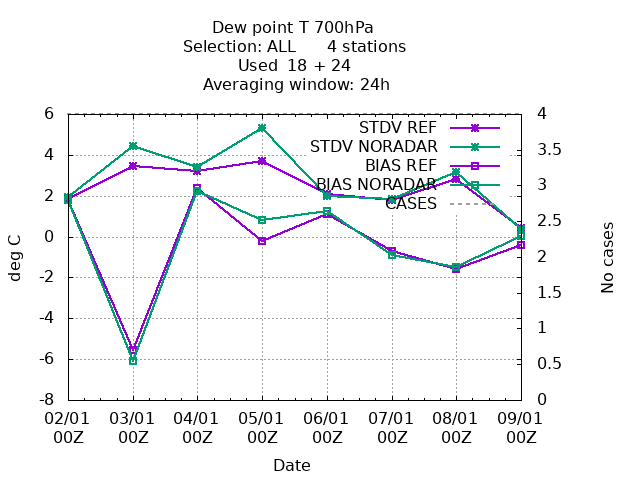 Dew point T 700hPa
Selection: ALL      4 stations
Used  18 + 24
Averaging window: 24h
6
4
2
0
-2
-4
-6
-8
deg C
4
3.5
3
2.5
2
1.5
1
0.5
0
No cases
STDV REF
STDV NORADAR
BIAS REF
BIAS NORADAR
CASES
02/01 03/01 04/01 05/01 06/01 07/01 08/01 09/01
00Z 00Z 00Z 00Z 00Z 00Z 00Z 00Z
Date